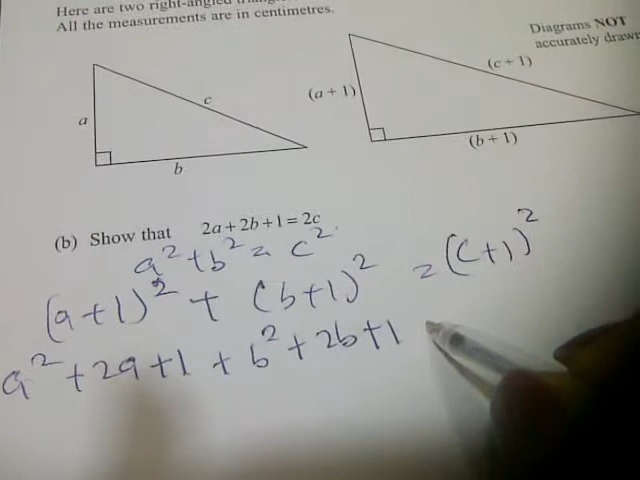 Here are two right-angled
All the measurements are in centimetres.
Diagrams NOT
accurately drawn
a
c
b
(a + 1)
(c + 1)
(b + 1)
(b) Show that 2a + 2b + 1 = 2c
a² + b² = c²
(a+1)² + (b+1)² = (c+1)²
a² + 2a + 1 + b² + 2b + 1